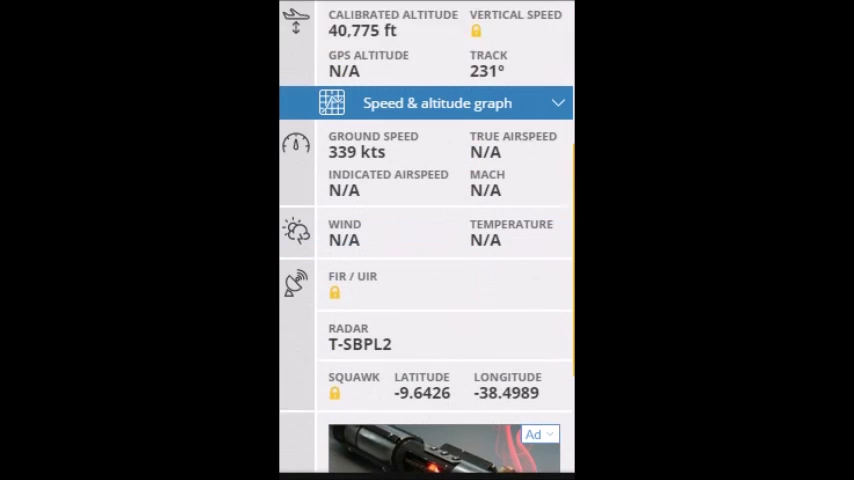 CALIBRATED ALTITUDE VERTICAL SPEED
40,775 ft
GPS ALTITUDE TRACK
N/A 231°
Speed & altitude graph
GROUND SPEED TRUE AIRSPEED
339 kts N/A
INDICATED AIRSPEED MACH
N/A N/A
WIND TEMPERATURE
N/A N/A
FIR / UIR
RADAR
T-SBPL2
SQUAWK LATITUDE LONGITUDE
-9.6426 -38.4989
Ad